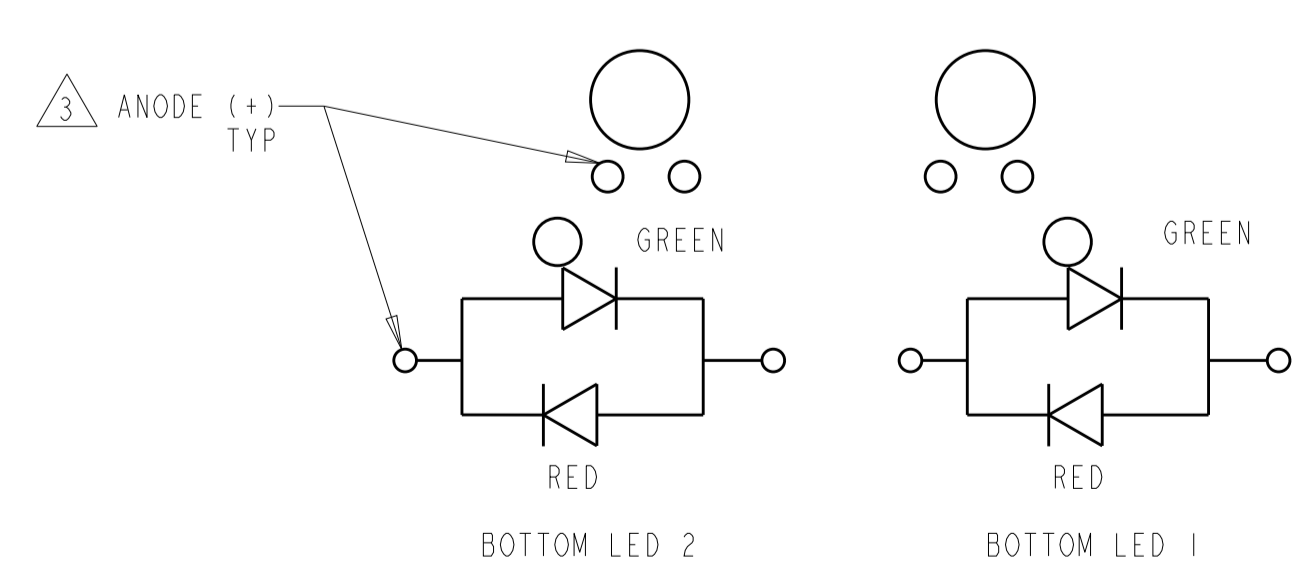 3 ANODE (+)
TYP
GREEN
GREEN
RED
RED
BOTTOM LED 2
BOTTOM LED 1